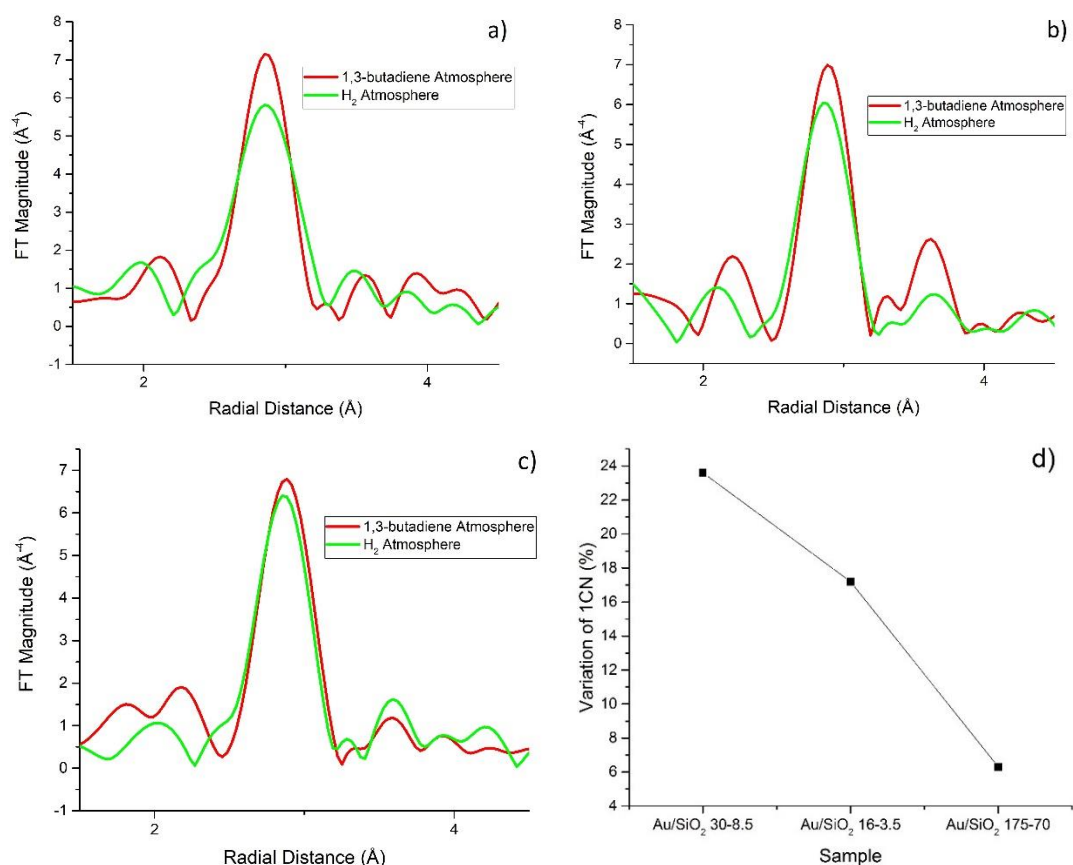 a)
8
7
6
5
4
3
2
1
0
-1
FT Magnitude (Å⁻⁴)
1,3-butadiene Atmosphere
H₂ Atmosphere
2
4
Radial Distance (Å)
b)
8
7
6
5
4
3
2
1
0
FT Magnitude (Å⁻⁴)
1,3-butadiene Atmosphere
H₂ Atmosphere
2
4
Radial Distance (Å)
c)
7
6
5
4
3
2
1
0
-1
FT Magnitude (Å⁻⁴)
1,3-butadiene Atmosphere
H₂ Atmosphere
2
4
Radial Distance (Å)
d)
24
22
20
18
16
14
12
10
8
6
4
Variation of 1CN (%)
Au/SiO₂ 30-8.5
Au/SiO₂ 16-3.5
Au/SiO₂ 175-70
Sample